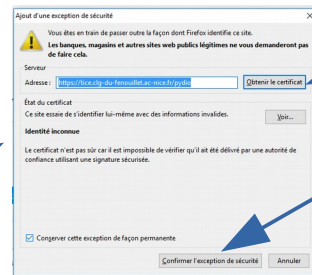 Ajout d'une exception de sécurité
Vous êtes en train de passer outre la façon dont Firefox identifie ce site.
Les banques, magasins et autres sites web publics légitimes ne vous demanderont pas
de faire cela.
Serveur
Adresse : https://tice.clg-du-fenouillet.ac-nice.fr/pydio Obtenir le certificat
État du certificat
Ce site essaie de s'identifier lui-même avec des informations invalides. Voir...
Identité inconnue
Le certificat n'est pas sûr car il est impossible de vérifier qu'il ait été délivré par une autorité de
confiance utilisant une signature sécurisée.
Conserver cette exception de façon permanente
Confirmer l'exception de sécurité Annuler